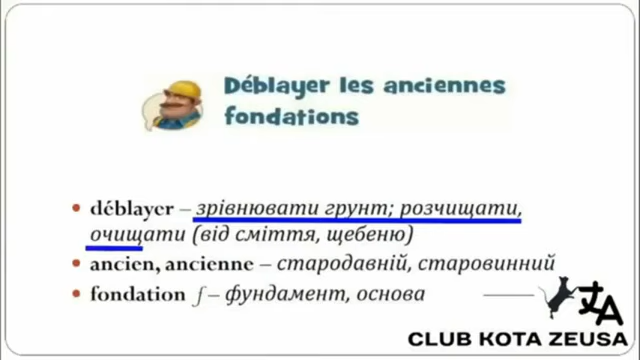 Déblayer les anciennes
fondations
• déblayer – зрівнювати грунт; розчищати,
очищати (від сміття, щебеню)
• ancien, ancienne – стародавній, старовинний
• fondation f – фундамент, основа
CLUB KOTA ZEUSA